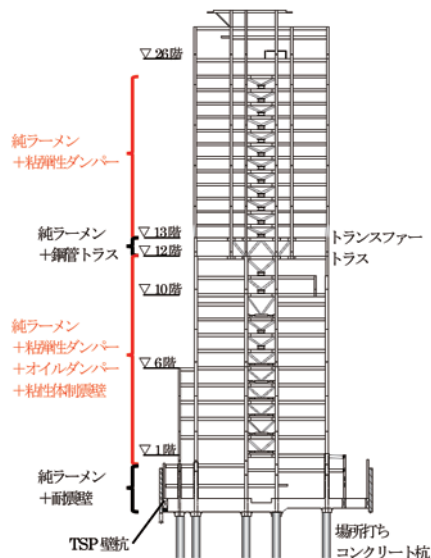 ▽26階
純ラーメン
+粘弾性ダンパー
純ラーメン
+鋼管トラス
▽13階
▽12階
トランスファー
トラス
▽10階
純ラーメン
+粘弾性ダンパー
+オイルダンパー
+粘性体制震壁
▽6階
▽1階
純ラーメン
+耐震壁
TSP 壁杭
場所打ち
コンクリート杭